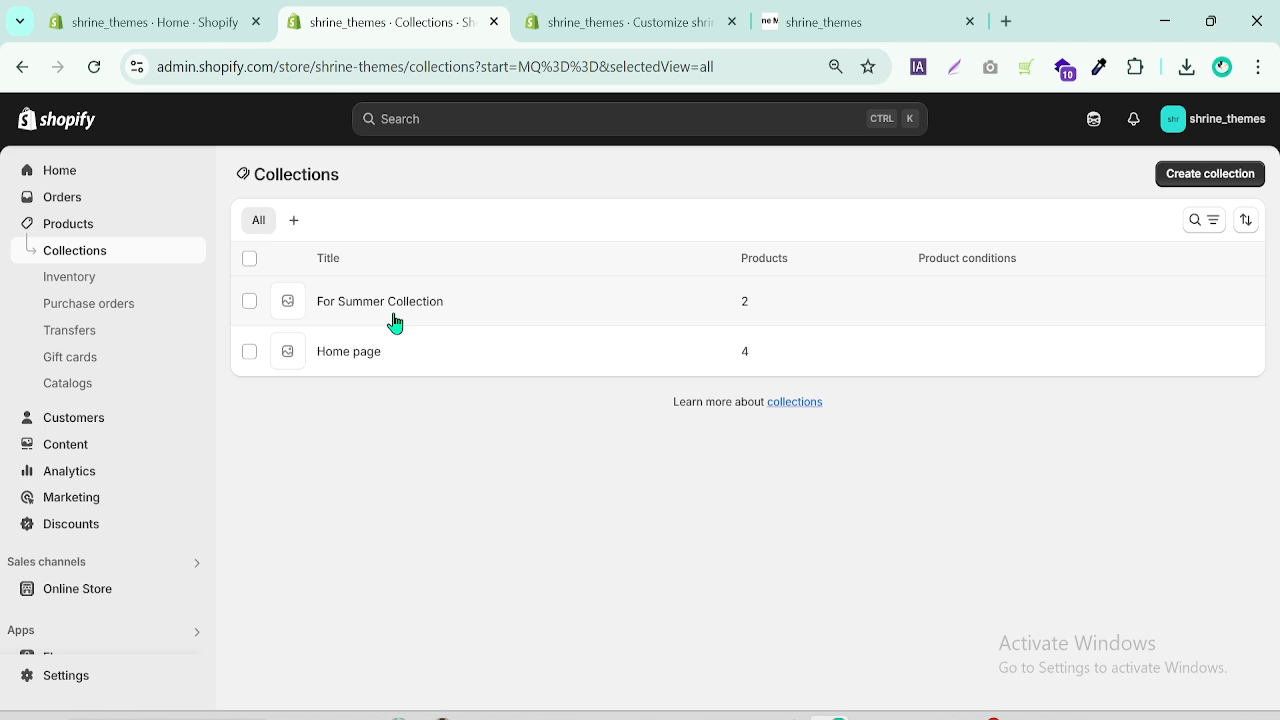 shrine_themes · Home · Shopify
shrine_themes · Collections · Sh
shrine_themes · Customize shri
ne M
shrine_themes
admin.shopify.com/store/shrine-themes/collections?start=MQ%3D%3D&selectedView=all
IA
10
shopify
Search
CTRL K
shr
shrine_themes
Home
Orders
Products
Collections
Inventory
Purchase orders
Transfers
Gift cards
Catalogs
Customers
Content
Analytics
Marketing
Discounts
Sales channels
Online Store
Apps
Settings
Collections
Create collection
All
Title Products Product conditions
For Summer Collection 2
Home page 4
Learn more about collections
Activate Windows
Go to Settings to activate Windows.